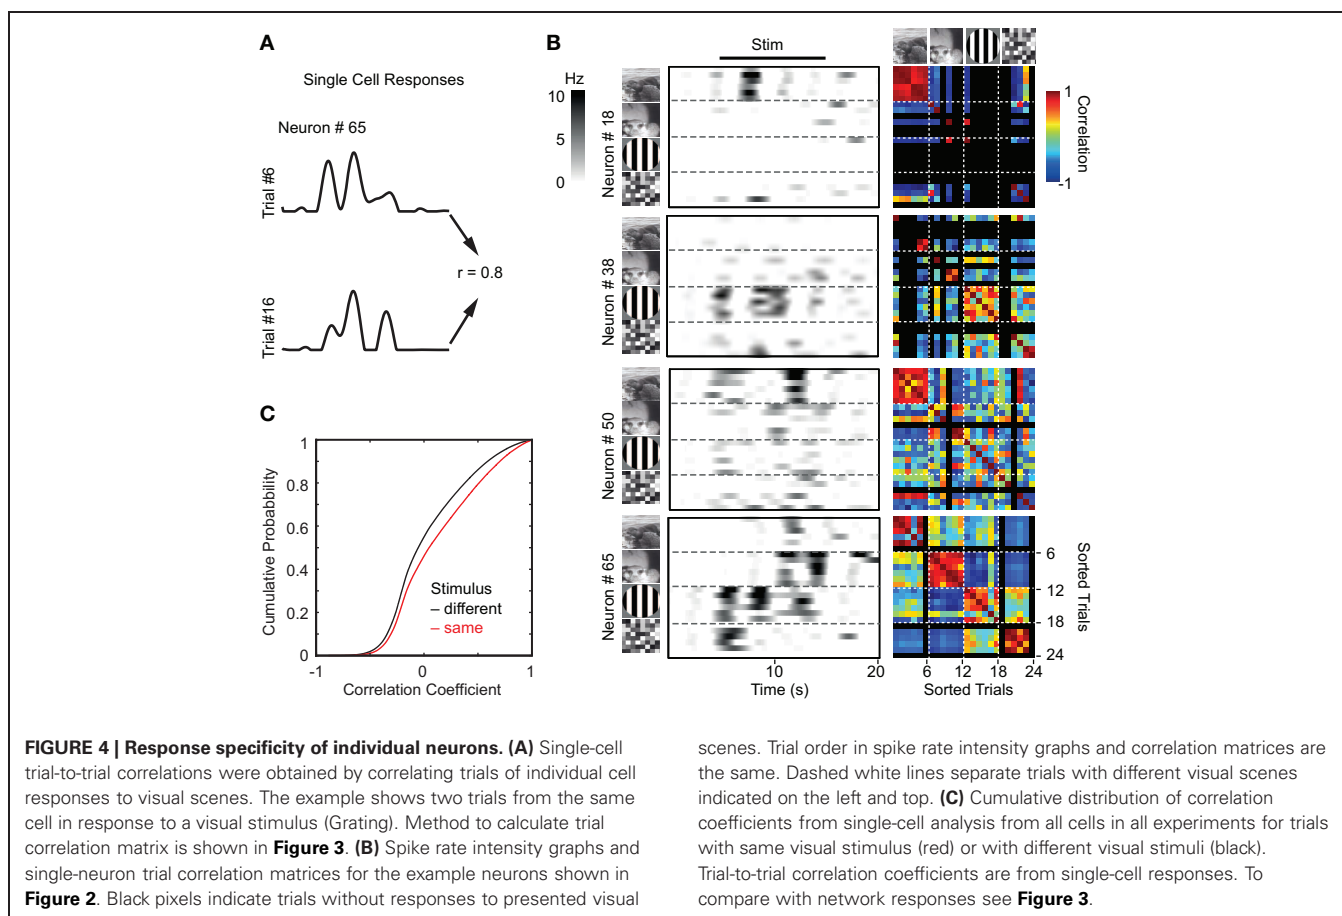 A
Single Cell Responses
Neuron # 65
Trial #6
r = 0.8
Trial #16
Hz
10
5
0
B
Stim
Neuron # 18
Neuron # 38
Neuron # 50
Neuron # 65
10
20
Time (s)
1
-1
Correlation
6
12
18
24
Sorted Trials
6
12
18
24
Sorted Trials
C
1
0.8
0.6
0.4
0.2
0
Cumulative Probability
Stimulus
– different
– same
-1
0
1
Correlation Coefficient
FIGURE 4 | Response specificity of individual neurons. (A) Single-cell
trial-to-trial correlations were obtained by correlating trials of individual cell
responses to visual scenes. The example shows two trials from the same
cell in response to a visual stimulus (Grating). Method to calculate trial
correlation matrix is shown in Figure 3. (B) Spike rate intensity graphs and
single-neuron trial correlation matrices for the example neurons shown in
Figure 2. Black pixels indicate trials without responses to presented visual
scenes. Trial order in spike rate intensity graphs and correlation matrices are
the same. Dashed white lines separate trials with different visual scenes
indicated on the left and top. (C) Cumulative distribution of correlation
coefficients from single-cell analysis from all cells in all experiments for trials
with same visual stimulus (red) or with different visual stimuli (black).
Trial-to-trial correlation coefficients are from single-cell responses. To
compare with network responses see Figure 3.